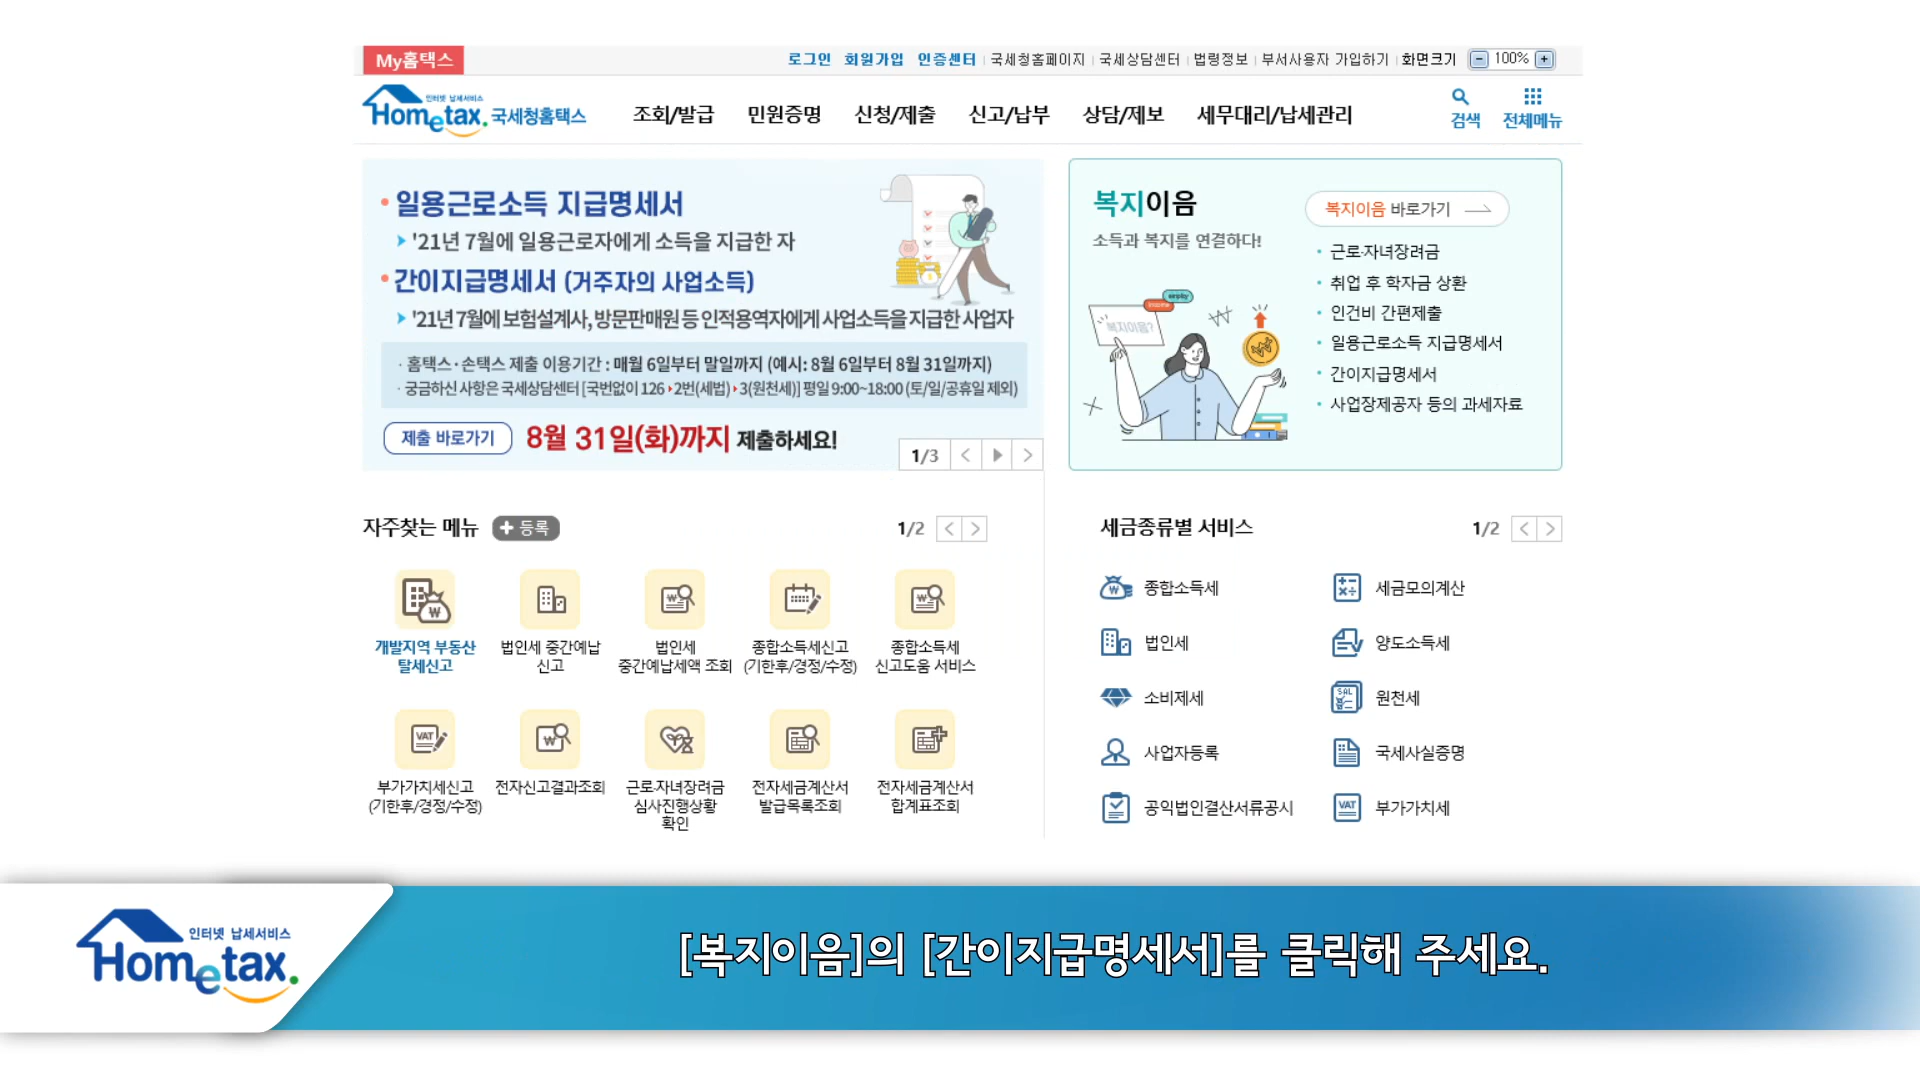 My홈택스
로그인 회원가입 인증센터 국세청홈페이지 국세상담센터 법령정보 부서사용자 가입하기 화면크기 100%
인터넷 납세서비스
Hometax. 국세청홈택스
조회/발급 민원증명 신청/제출 신고/납부 상담/제보 세무대리/납세관리
검색 전체메뉴
일용근로소득 지급명세서
'21년 7월에 일용근로자에게 소득을 지급한 자
간이지급명세서 (거주자의 사업소득)
'21년 7월에 보험설계사, 방문판매원 등 인적용역자에게 사업소득을 지급한 사업자
· 홈택스·손택스 제출 이용기간 : 매월 6일부터 말일까지 (예시: 8월 6일부터 8월 31일까지)
· 궁금하신 사항은 국세상담센터 [국번없이 126 ▸ 2번(세법) ▸ 3(원천세)] 평일 9:00~18:00 (토/일/공휴일 제외)
제출 바로가기 8월 31일(화)까지 제출하세요!
1/3
복지이음
소득과 복지를 연결하다!
복지이음 바로가기
복지이음?
근로·자녀장려금
취업 후 학자금 상환
인건비 간편제출
일용근로소득 지급명세서
간이지급명세서
사업장제공자 등의 과세자료
자주찾는 메뉴 + 등록 1/2
개발지역 부동산
탈세신고
법인세 중간예납
신고
법인세
중간예납세액 조회
종합소득세신고
(기한후/경정/수정)
종합소득세
신고도움 서비스
VAT
부가가치세신고
(기한후/경정/수정)
전자신고결과조회
근로·자녀장려금
심사진행상황
확인
전자세금계산서
발급목록조회
전자세금계산서
합계표조회
세금종류별 서비스 1/2
종합소득세
세금모의계산
법인세
양도소득세
소비제세
SAL
원천세
사업자등록
국세사실증명
공익법인결산서류공시
VAT
부가가치세
인터넷 납세서비스
Hometax.
[복지이음]의 [간이지급명세서]를 클릭해 주세요.